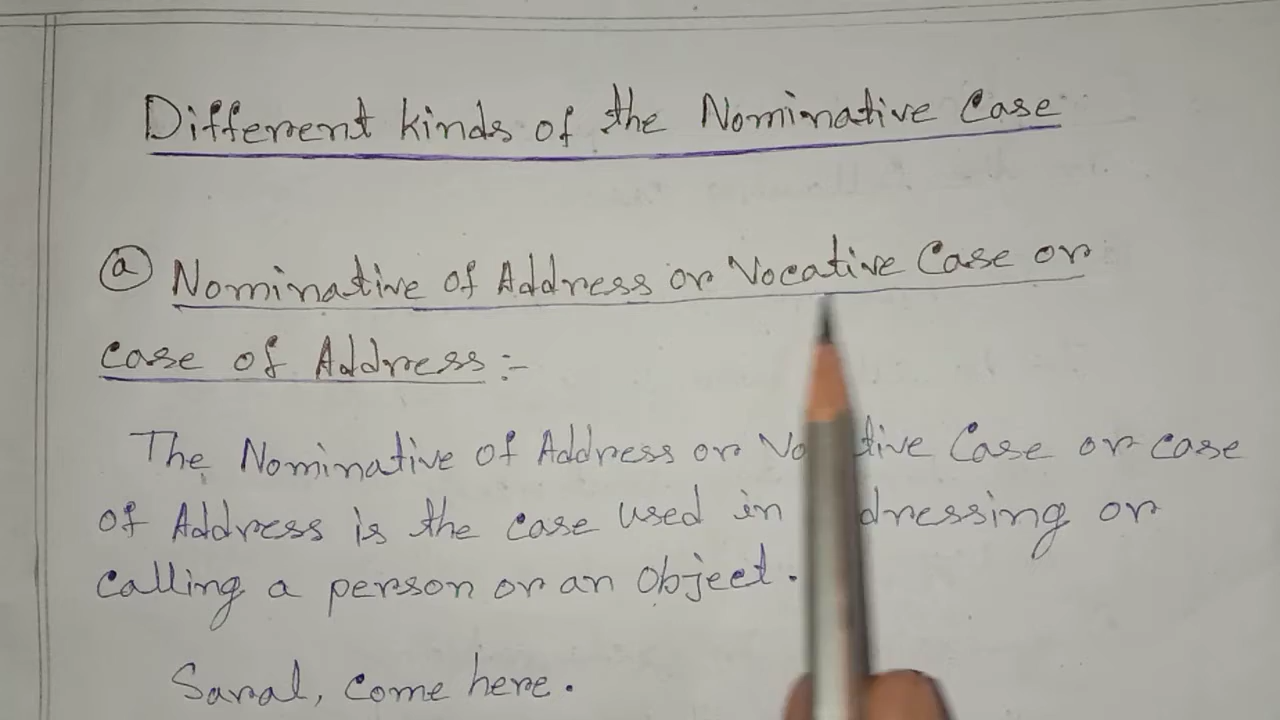 Different kinds of the Nominative Case
(a) Nominative of Address or Vocative Case or
case of Address :-
The Nominative of Address or Case or case
of Address is the case used in or
calling a person or an object.
Saral, come here.